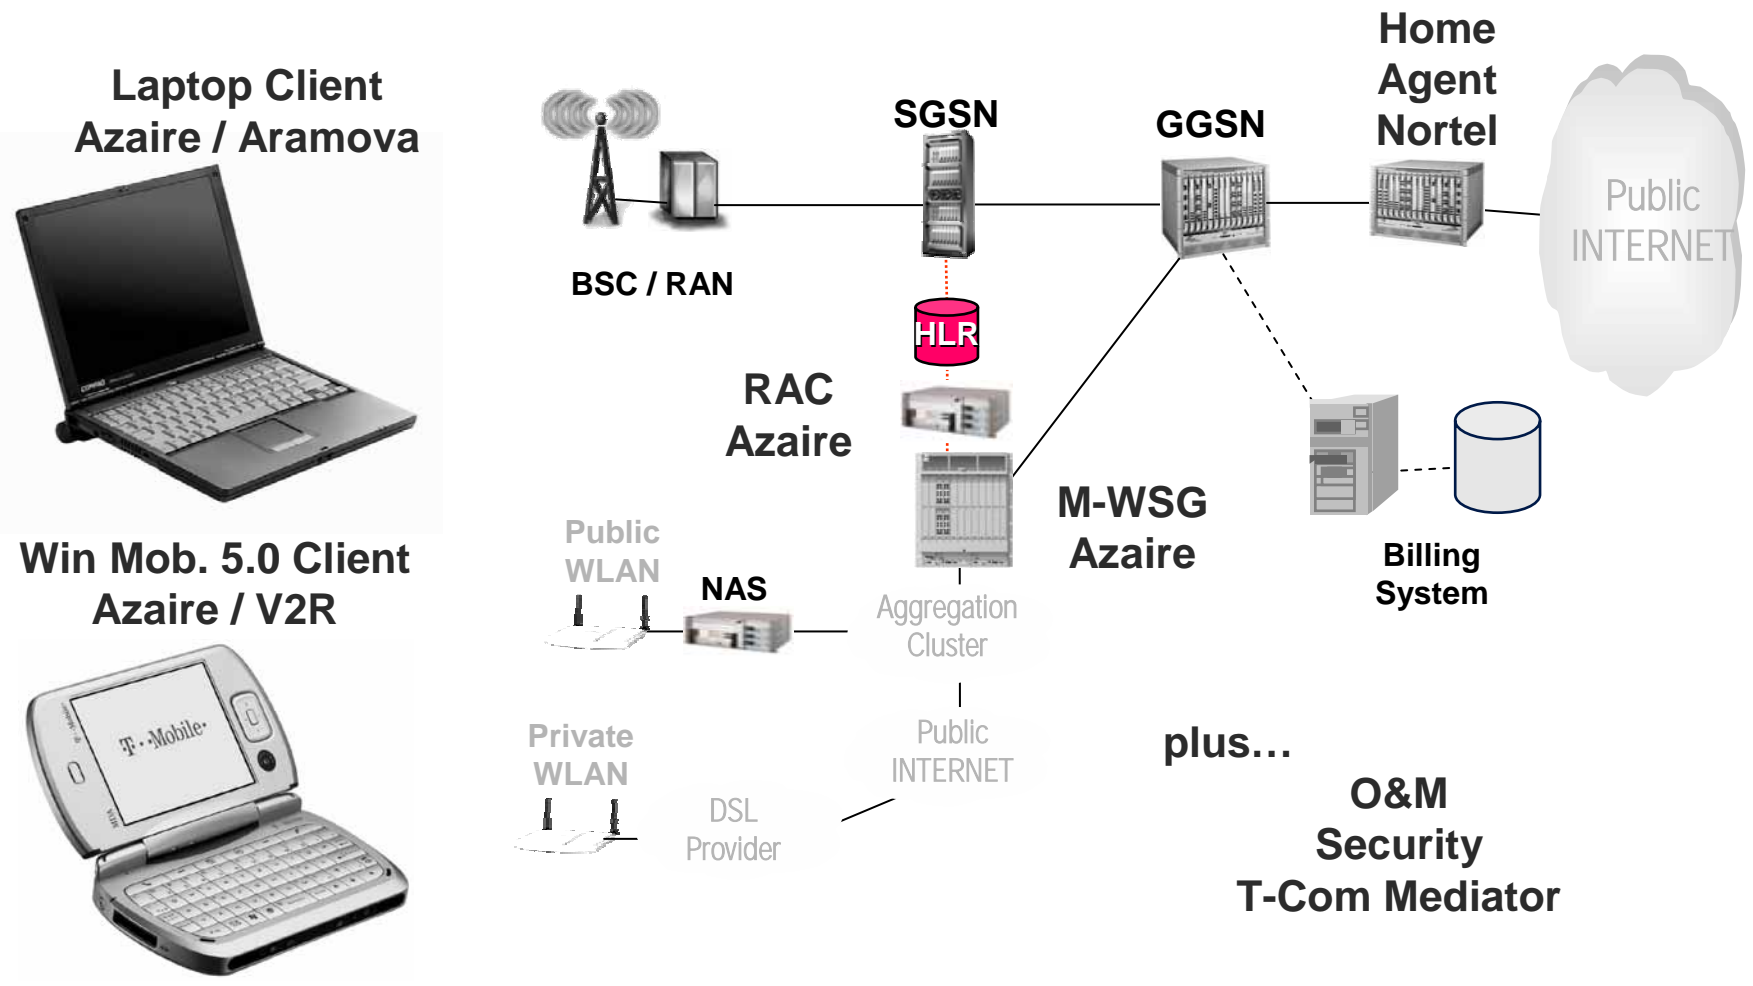 Laptop Client
Azaire / Aramova
Win Mob. 5.0 Client
Azaire / V2R
T··Mobile·
BSC / RAN
SGSN
GGSN
Home
Agent
Nortel
Public
INTERNET
HLR
RAC
Azaire
M-WSG
Azaire
Billing
System
Public
WLAN
NAS
Aggregation
Cluster
Private
WLAN
DSL
Provider
Public
INTERNET
plus...
O&M
Security
T-Com Mediator